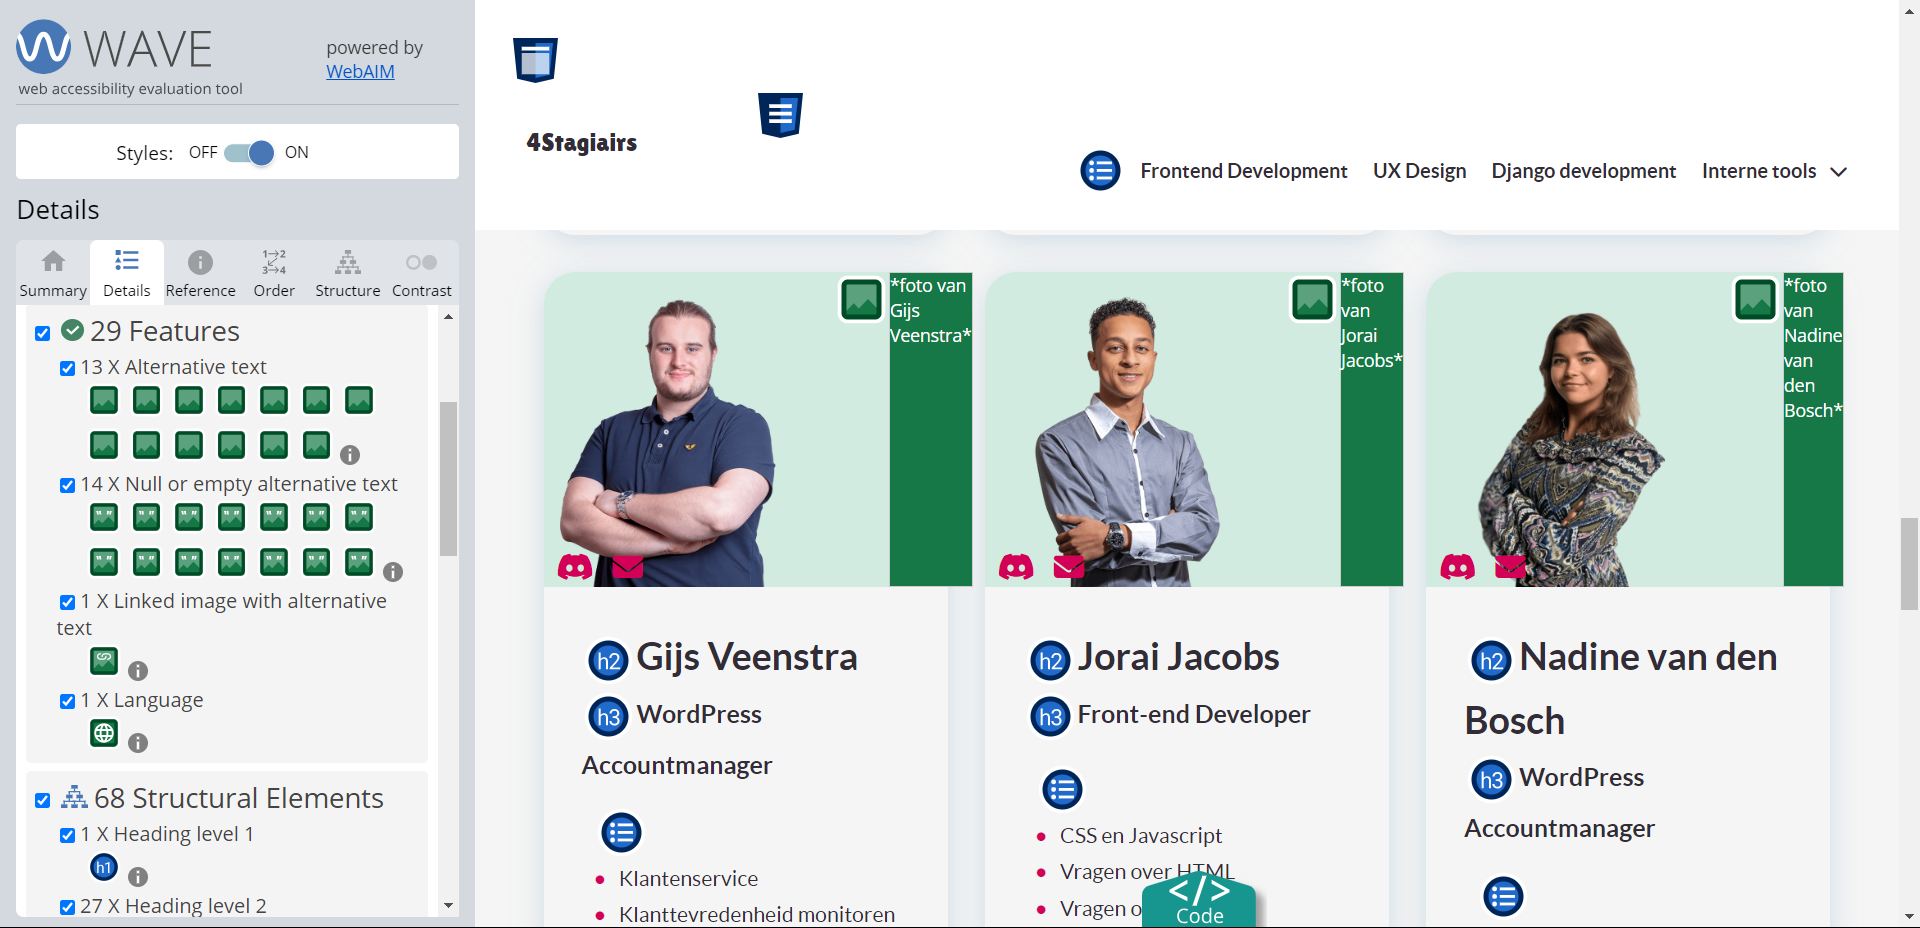 WAVE
powered by
WebAIM
web accessibility evaluation tool
Styles: OFF ON
Details
Summary Details Reference Order Structure Contrast
29 Features
13 X Alternative text
14 X Null or empty alternative text
1 X Linked image with alternative
text
1 X Language
68 Structural Elements
1 X Heading level 1
h1
27 X Heading level 2
4Stagiairs
Frontend Development UX Design Django development Interne tools
*foto van
Gijs
Veenstra*
h2 Gijs Veenstra
h3 WordPress
Accountmanager
Klantenservice
Klanttevredenheid monitoren
*foto
van
Jorai
Jacobs*
h2 Jorai Jacobs
h3 Front-end Developer
CSS en Javascript
Vragen over HTML
Vragen o
</>
Code
*foto
van
Nadine
van
den
Bosch*
h2 Nadine van den
Bosch
h3 WordPress
Accountmanager